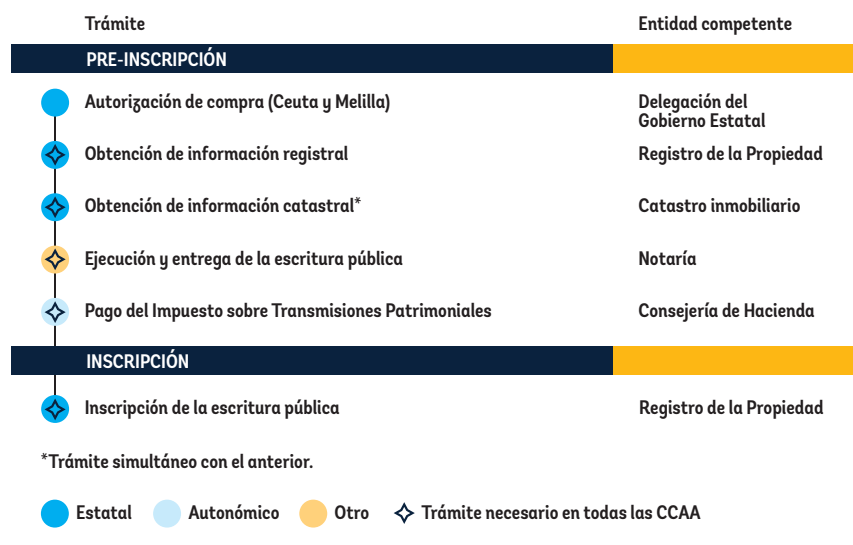 Trámite Entidad competente
PRE-INSCRIPCIÓN
Autorización de compra (Ceuta y Melilla) Delegación del
Gobierno Estatal
Obtención de información registral Registro de la Propiedad
Obtención de información catastral* Catastro inmobiliario
Ejecución y entrega de la escritura pública Notaría
Pago del Impuesto sobre Transmisiones Patrimoniales Consejería de Hacienda
INSCRIPCIÓN
Inscripción de la escritura pública Registro de la Propiedad
*Trámite simultáneo con el anterior.
Estatal Autonómico Otro Trámite necesario en todas las CCAA